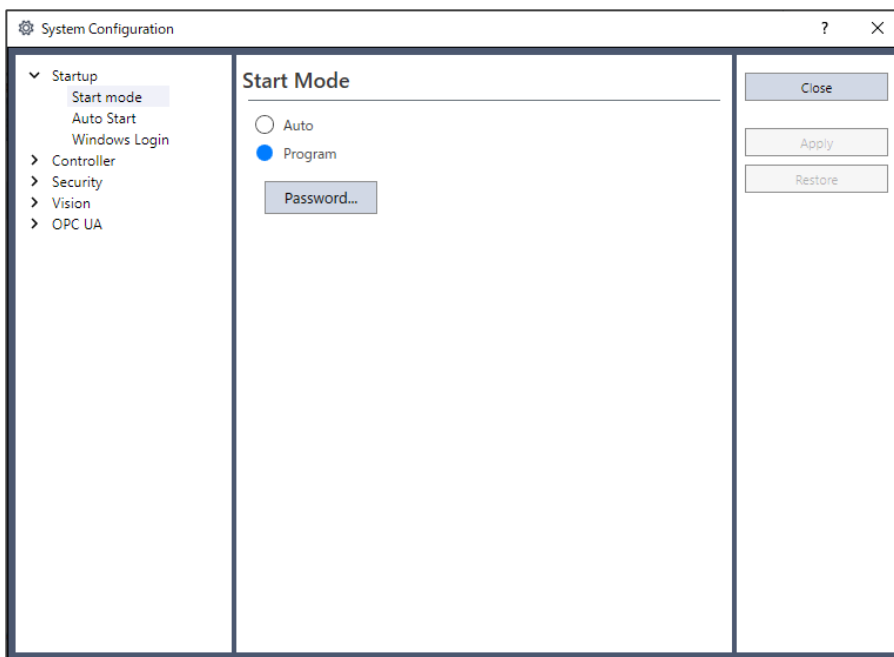 System Configuration
?
Startup
Start mode
Auto Start
Windows Login
Controller
Security
Vision
OPC UA
Start Mode
Auto
Program
Password...
Close
Apply
Restore